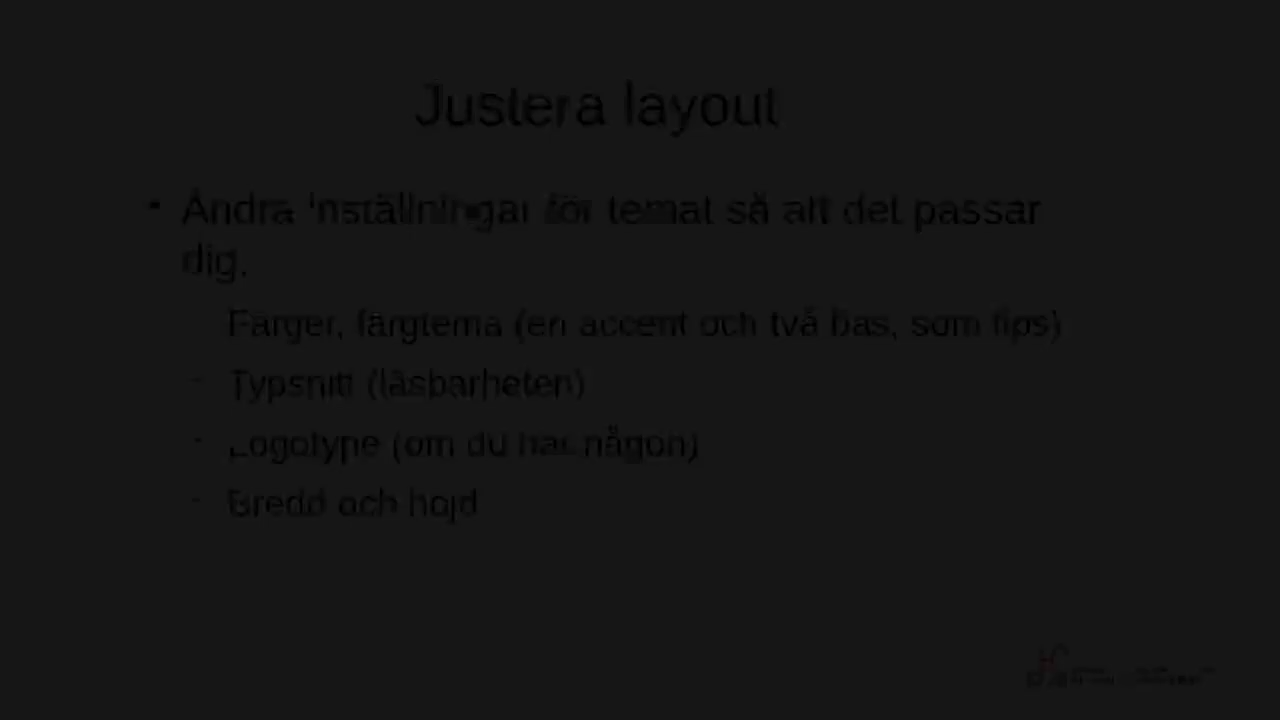 Justera layout
• Ändra inställningar för temat så att det passar
dig.
Färger, färgtema (en accent och två bas, som tips)
- Typsnitt (läsbarheten)
- Logotype (om du har någon)
- Bredd och höjd